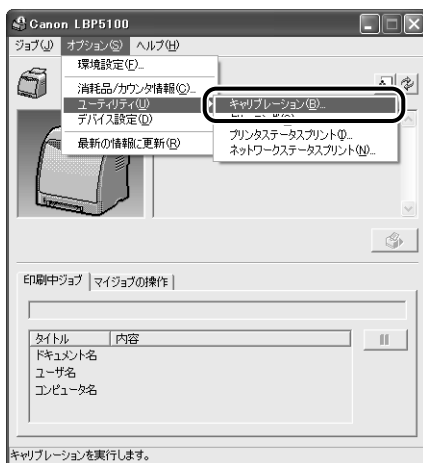 Canon LBP5100
ジョブ(J) オプション(S) ヘルプ(H)
環境設定(F)...
消耗品/カウンタ情報(C)...
ユーティリティ(U)
キャリブレーション(B)...
デバイス設定(D)
プリンタステータスプリント(I)...
最新の情報に更新(R)
ネットワークステータスプリント(N)...
印刷中ジョブ マイジョブの操作
タイトル 内容
ドキュメント名
ユーザ名
コンピュータ名
キャリブレーションを実行します。